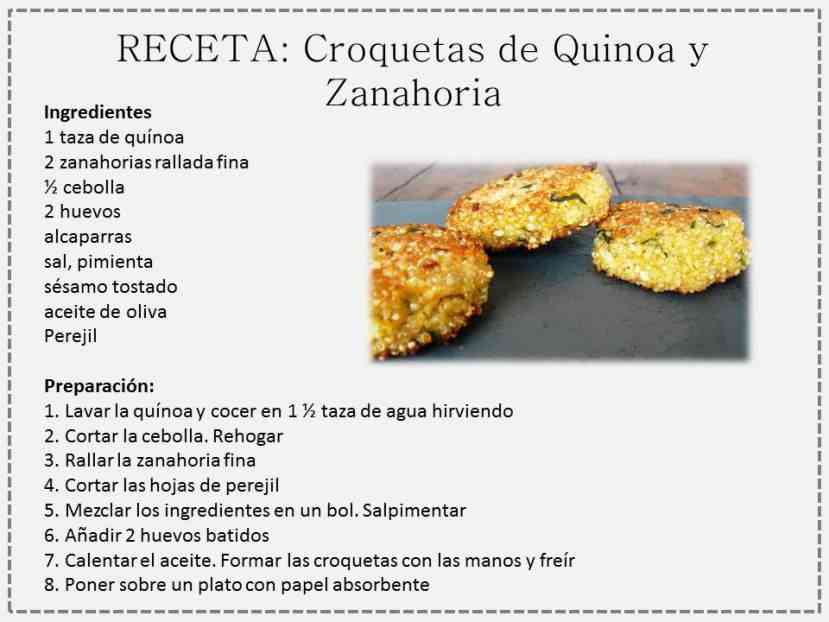 RECETA: Croquetas de Quinoa y
Zanahoria
Ingredientes
1 taza de quínoa
2 zanahorias rallada fina
½ cebolla
2 huevos
alcaparras
sal, pimienta
sésamo tostado
aceite de oliva
Perejil
Preparación:
1. Lavar la quínoa y cocer en 1 ½ taza de agua hirviendo
2. Cortar la cebolla. Rehogar
3. Rallar la zanahoria fina
4. Cortar las hojas de perejil
5. Mezclar los ingredientes en un bol. Salpimentar
6. Añadir 2 huevos batidos
7. Calentar el aceite. Formar las croquetas con las manos y freír
8. Poner sobre un plato con papel absorbente